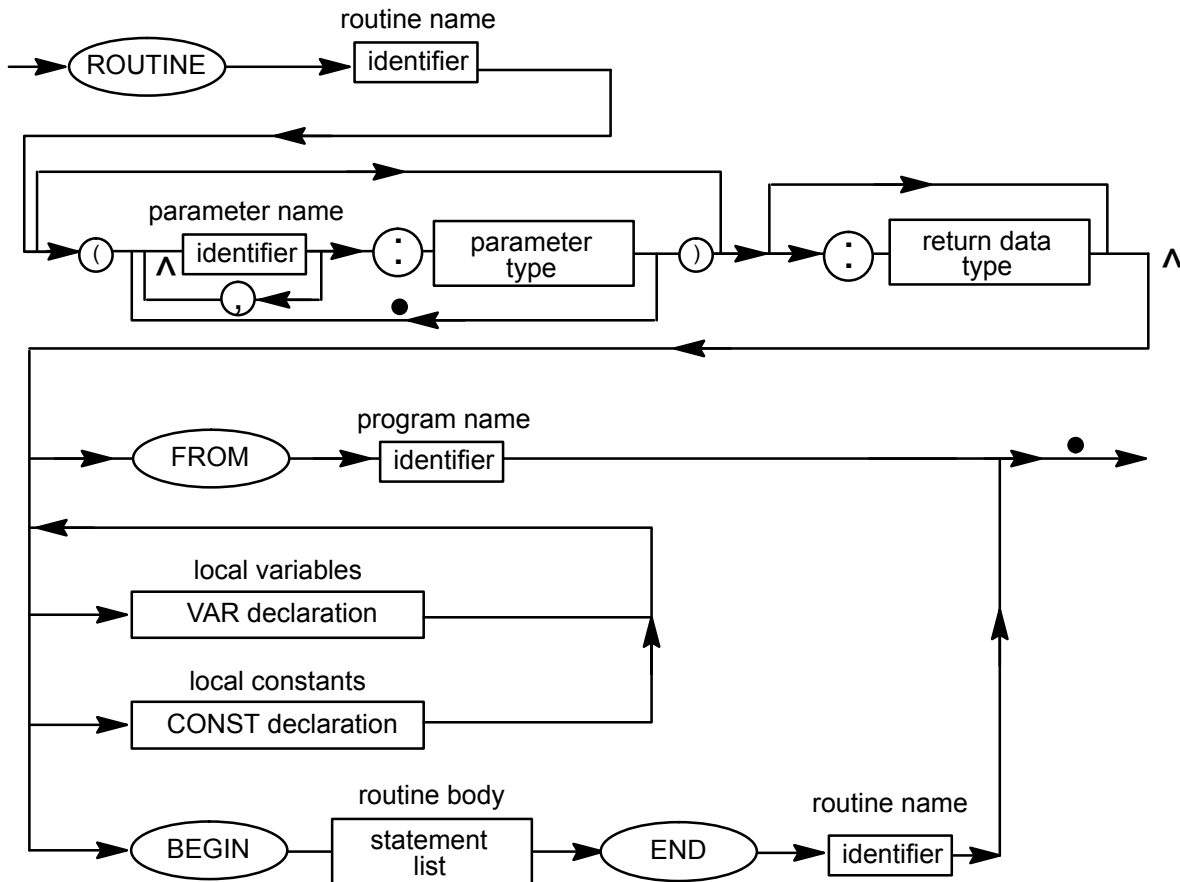 routine name
ROUTINE
identifier
parameter name
( ^ identifier : parameter
type ) : return data
type ^
,
program name
FROM
identifier
local variables
VAR declaration
local constants
CONST declaration
routine body
routine name
BEGIN
statement
list
END
identifier